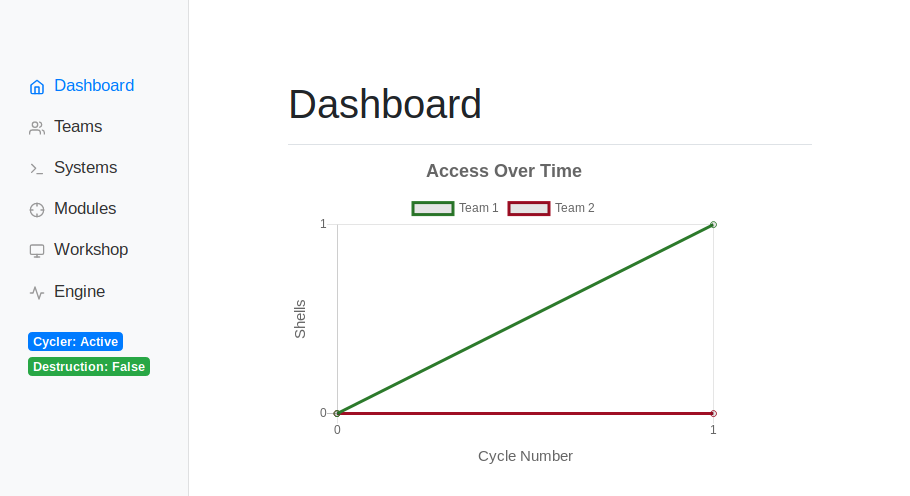 Dashboard
Teams
Systems
Modules
Workshop
Engine
Cycler: Active
Destruction: False
Dashboard
Access Over Time
Team 1 Team 2
1
Shells
0
0 1
Cycle Number